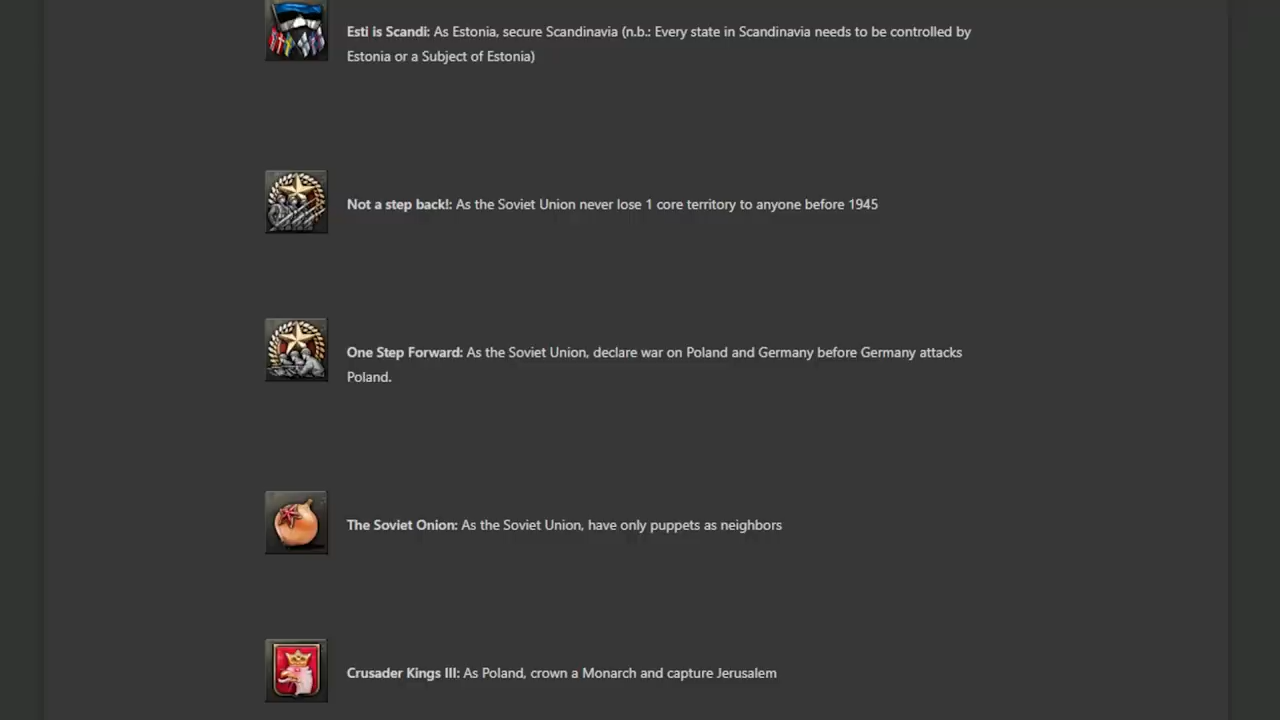 Esti is Scandi: As Estonia, secure Scandinavia (n.b.: Every state in Scandinavia needs to be controlled by
Estonia or a Subject of Estonia)
Not a step back!: As the Soviet Union never lose 1 core territory to anyone before 1945
One Step Forward: As the Soviet Union, declare war on Poland and Germany before Germany attacks
Poland.
The Soviet Onion: As the Soviet Union, have only puppets as neighbors
Crusader Kings III: As Poland, crown a Monarch and capture Jerusalem